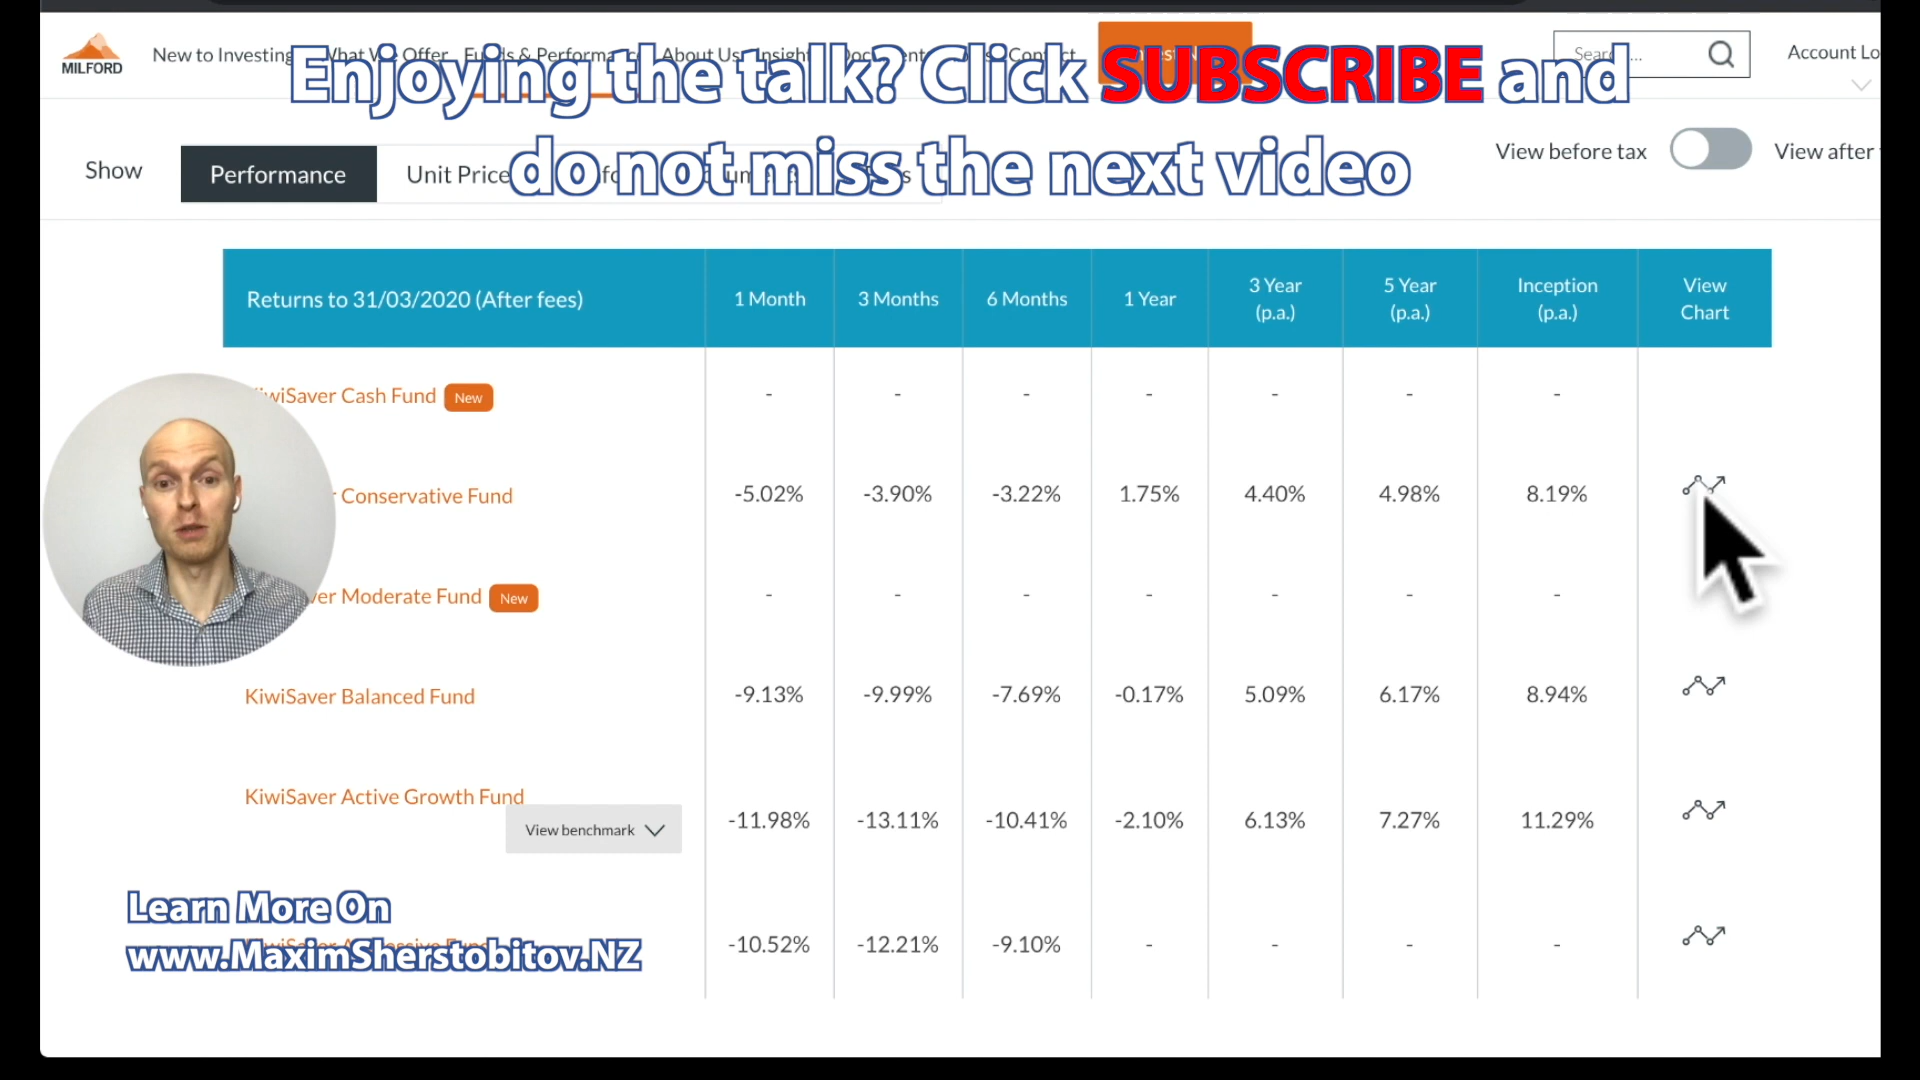 Enjoying the talk? Click SUBSCRIBE and
do not miss the next video
MILFORD
New to Investing
Account Lo
Show
Performance
Unit Price
View before tax
View after
Returns to 31/03/2020 (After fees) 1 Month 3 Months 6 Months 1 Year 3 Year (p.a.) 5 Year (p.a.) Inception (p.a.) View Chart
Cash Fund New - - - - - - -
Conservative Fund -5.02% -3.90% -3.22% 1.75% 4.40% 4.98% 8.19%
Moderate Fund New - - - - - - -
KiwiSaver Balanced Fund -9.13% -9.99% -7.69% -0.17% 5.09% 6.17% 8.94%
KiwiSaver Active Growth Fund -11.98% -13.11% -10.41% -2.10% 6.13% 7.27% 11.29%
View benchmark
-10.52% -12.21% -9.10% - - - -
Learn More On
www.MaximSherstobitov.NZ